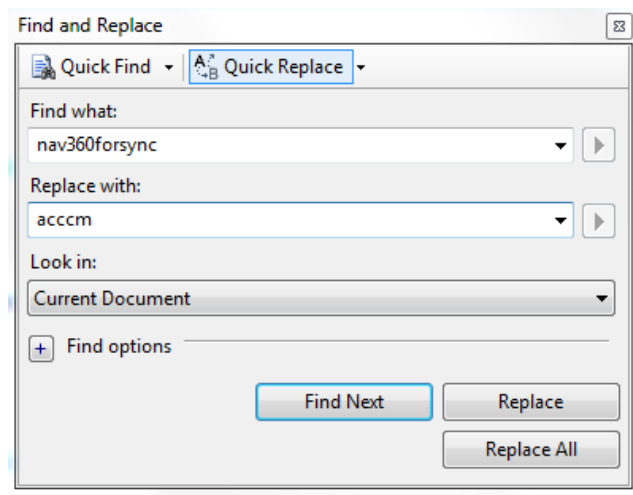 Find and Replace
Quick Find Quick Replace
Find what:
nav360forsync
Replace with:
acccm
Look in:
Current Document
Find options
Find Next Replace
Replace All